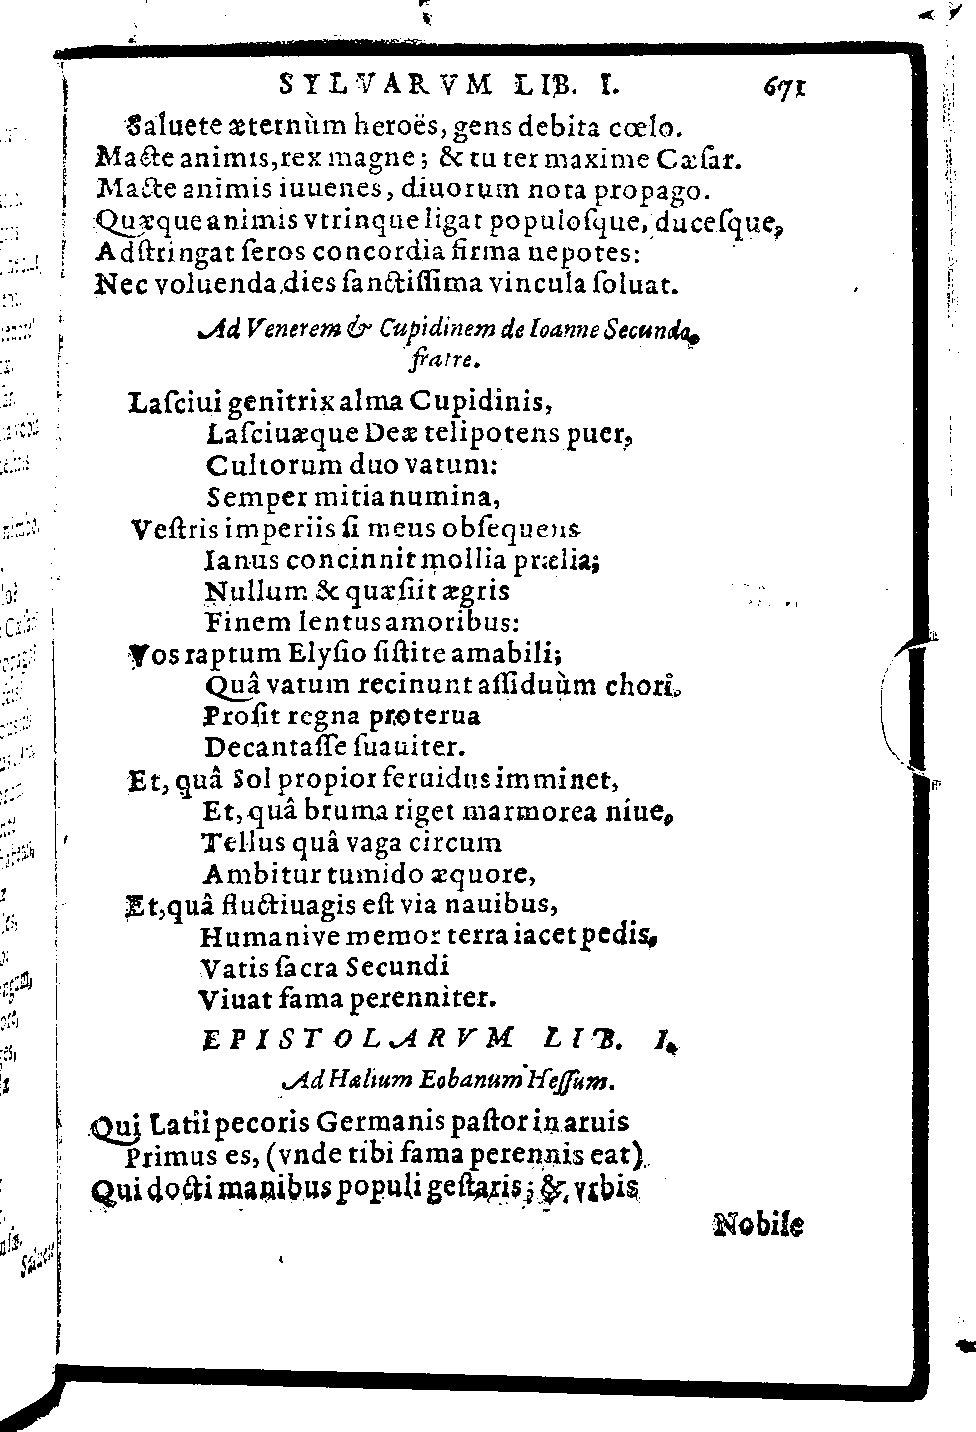 SYLVARVM LIB. I. 671
Saluete æternùm heroës, gens debita cœlo.
Macte animis, rex magne; & tu ter maxime Cæſar.
Macte animis iuuenes, diuorum nota propago.
Quæque animis vtrinque ligat populoſque, duceſque,
Adſtringat ſeros concordia firma nepotes:
Nec voluenda dies ſanctiſſima vincula ſoluat.
Ad Venerem & Cupidinem de Ioanne Secundo,
fratre.
Laſciui genitrix alma Cupidinis,
Laſciuæque Deæ telipotens puer,
Cultorum duo vatum:
Semper mitia numina,
Veſtris imperiis ſi meus obſequens
Ianus concinnit mollia prælia;
Nullum & quæſiit ægris
Finem lentus amoribus:
Vos raptum Elyſio ſiſtite amabili;
Quâ vatum recinunt aſſiduùm chori.
Proſit regna proterua
Decantaſſe ſuauiter.
Et, quâ Sol propior feruidus imminet,
Et, quâ bruma riget marmorea niue,
Tellus quâ vaga circum
Ambitur tumido æquore,
Et, quâ fluctiuagis eſt via nauibus,
Humanive memor terra iacet pedis,
Vatis ſacra Secundi
Viuat fama perenniter.
EPISTOLARVM LIB. I.
Ad Halium Eobanum Heſſum.
Qui Latii pecoris Germanis paſtor in aruis
Primus es, (vnde tibi fama perennis eat)
Qui docti manibus populi geſtaris; & vrbis
Nobile